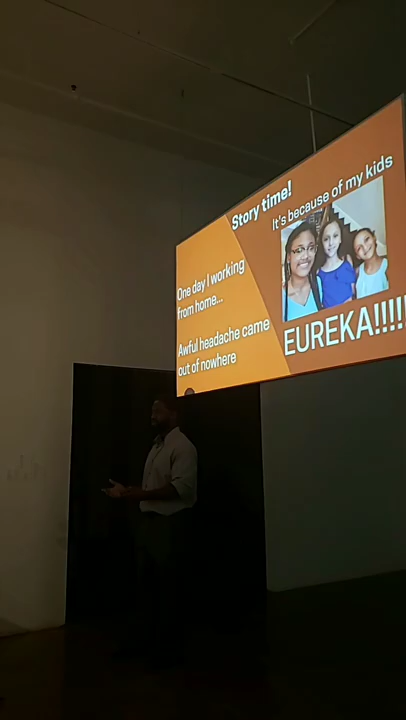 Story time!
One day I working
from home...
Awful headache came
out of nowhere
It's because of my kids
EUREKA!!!!